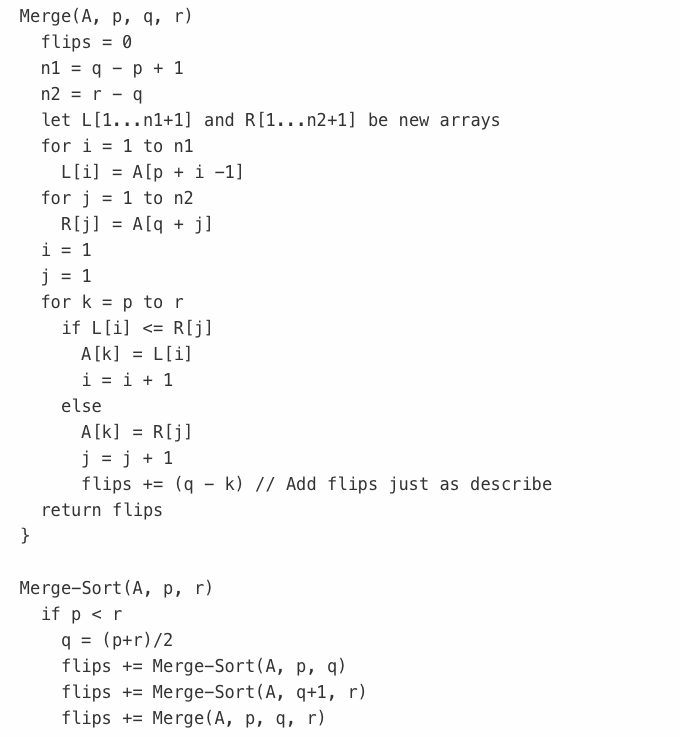 Merge(A, p, q, r)
flips = 0
n1 = q - p + 1
n2 = r - q
let L[1...n1+1] and R[1...n2+1] be new arrays
for i = 1 to n1
L[i] = A[p + i -1]
for j = 1 to n2
R[j] = A[q + j]
i = 1
j = 1
for k = p to r
if L[i] <= R[j]
A[k] = L[i]
i = i + 1
else
A[k] = R[j]
j = j + 1
flips += (q - k) // Add flips just as describe
return flips
}
Merge-Sort(A, p, r)
if p < r
q = (p+r)/2
flips += Merge-Sort(A, p, q)
flips += Merge-Sort(A, q+1, r)
flips += Merge(A, p, q, r)